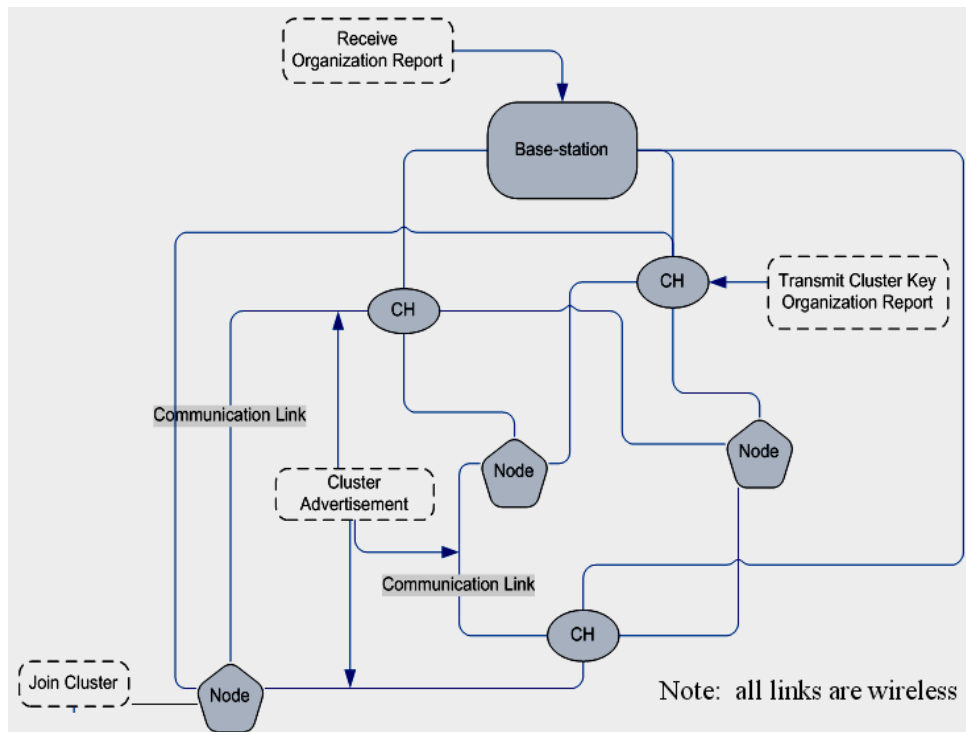 Receive
Organization Report
Base-station
CH
Transmit Cluster Key
Organization Report
CH
Communication Link
Node
Node
Cluster
Advertisement
Communication Link
CH
Join Cluster
Node
Note: all links are wireless